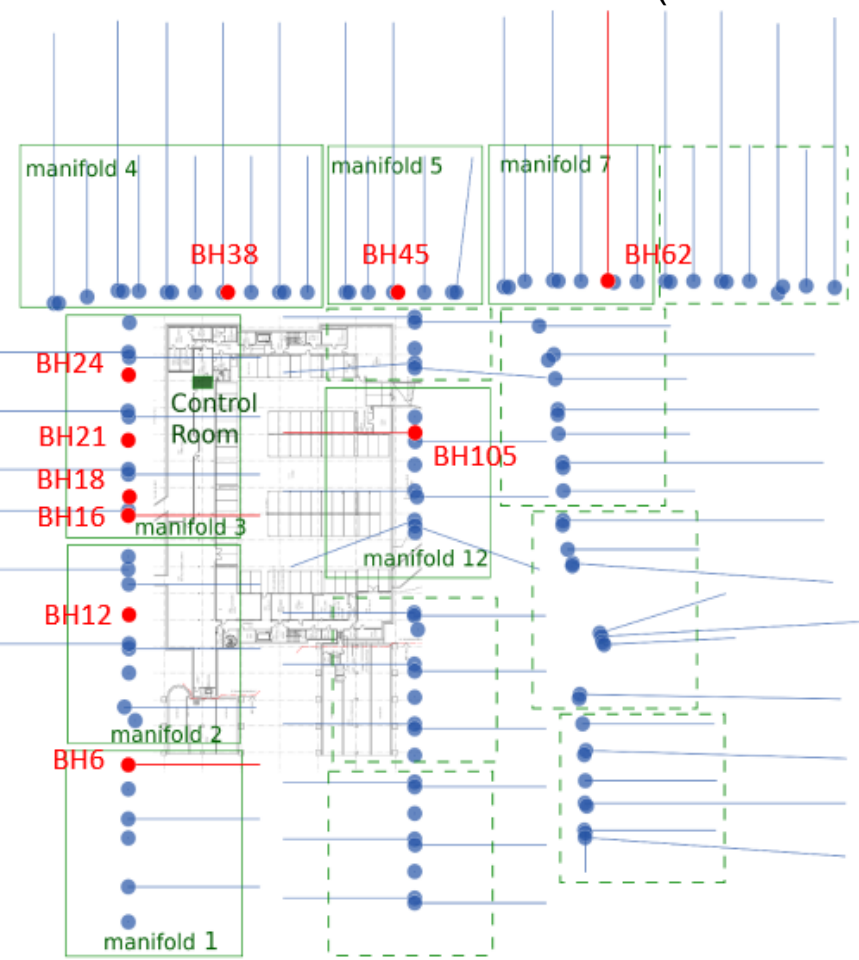 (
manifold 4
manifold 5
manifold 7
BH38
BH45
BH62
BH24
Control
Room
BH21
BH105
BH18
BH16
manifold 3
manifold 12
BH12
manifold 2
BH6
manifold 1